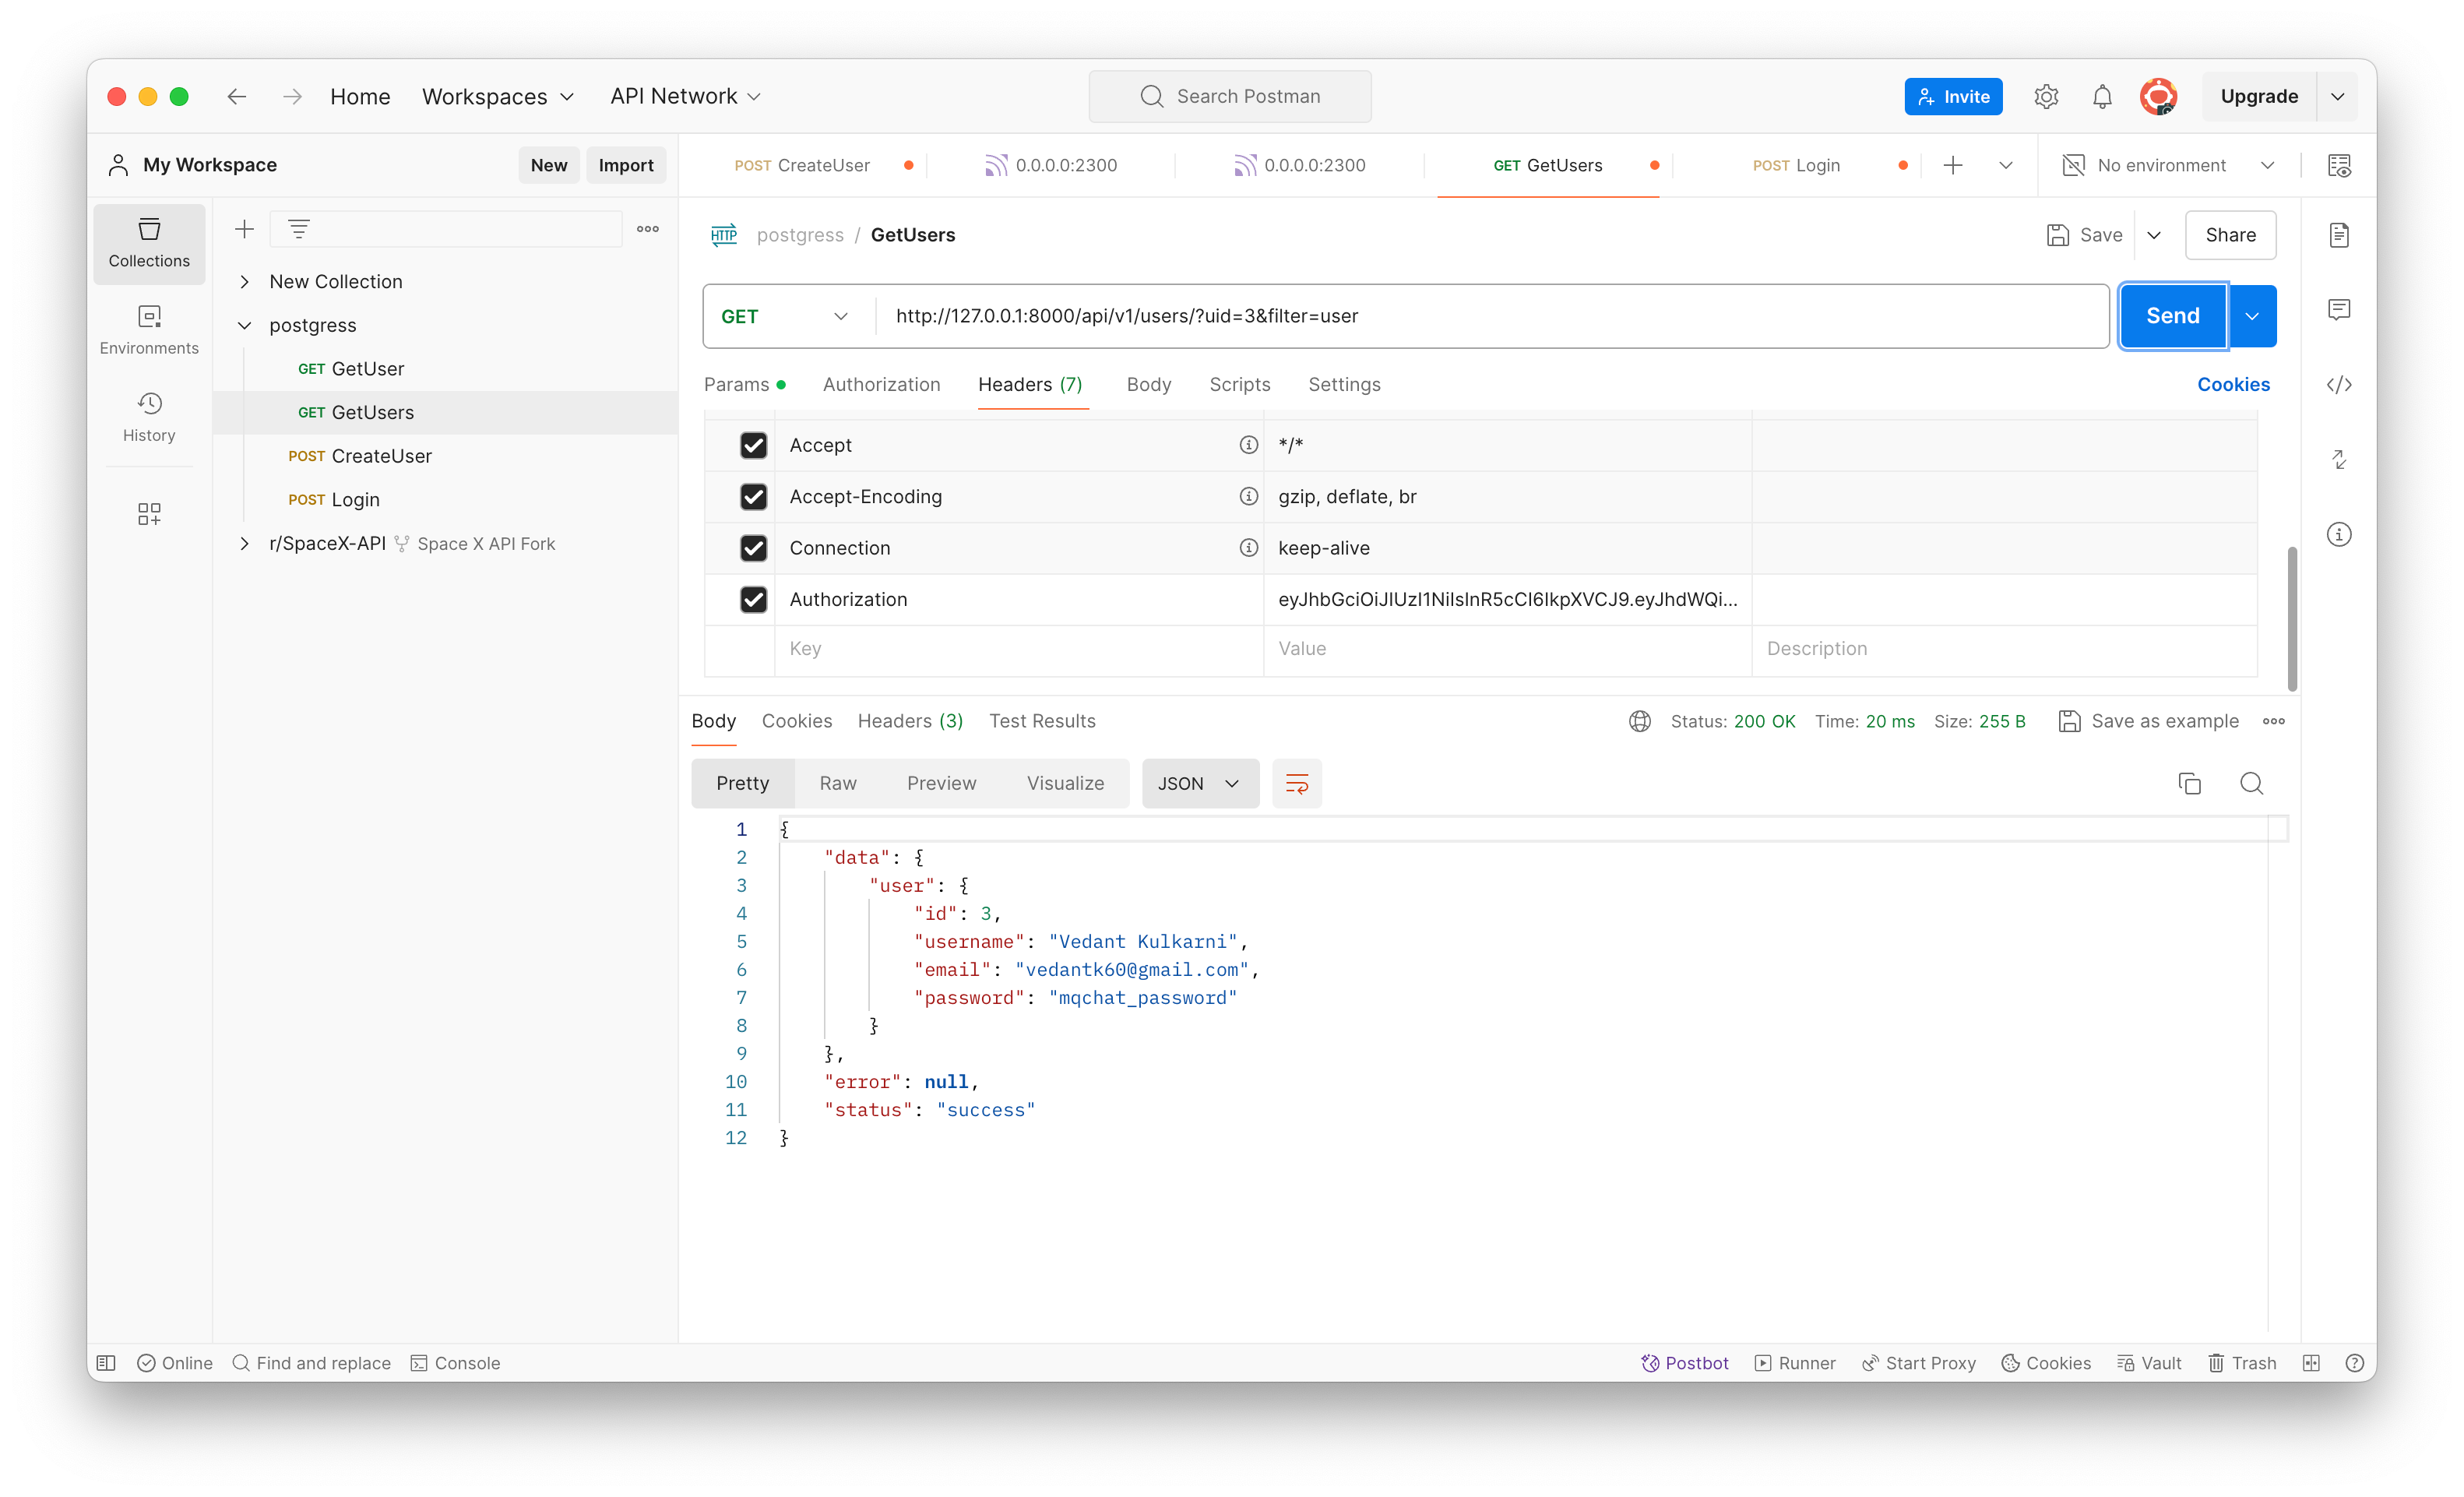 Home Workspaces API Network Search Postman Invite Upgrade
My Workspace New Import POST CreateUser 0.0.0.0:2300 0.0.0.0:2300 GET GetUsers POST Login No environment
Collections
Environments
History
New Collection
postgress
GET GetUser
GET GetUsers
POST CreateUser
POST Login
r/SpaceX-API Space X API Fork
HTTP postgress / GetUsers Save Share
GET http://127.0.0.1:8000/api/v1/users/?uid=3&filter=user Send
Params Authorization Headers (7) Body Scripts Settings Cookies
Accept */*
Accept-Encoding gzip, deflate, br
Connection keep-alive
Authorization eyJhbGciOiJIUzI1NiIsInR5cCI6IkpXVCJ9.eyJhdWQi...
Key Value Description
Body Cookies Headers (3) Test Results Status: 200 OK Time: 20 ms Size: 255 B Save as example
Pretty Raw Preview Visualize JSON
1 {
2 "data": {
3 "user": {
4 "id": 3,
5 "username": "Vedant Kulkarni",
6 "email": "vedantk60@gmail.com",
7 "password": "mqchat_password"
8 }
9 },
10 "error": null,
11 "status": "success"
12 }
Online Find and replace Console Postbot Runner Start Proxy Cookies Vault Trash